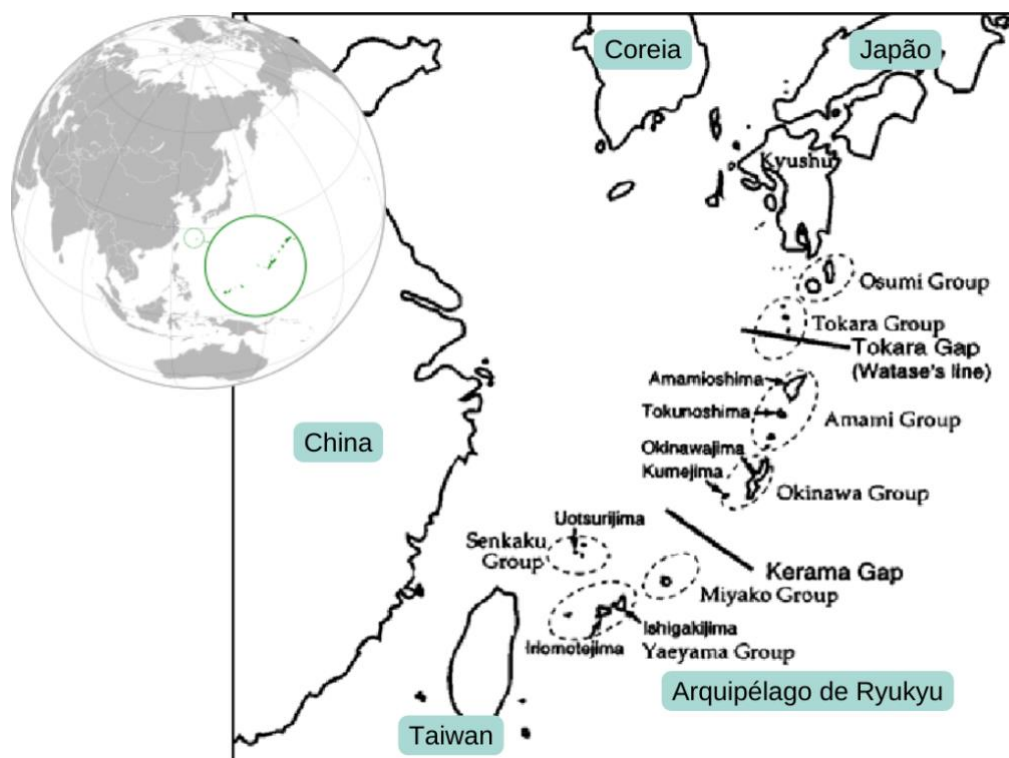 Coreia
Japão
Kyushu
Osumi Group
Tokara Group
Tokara Gap
(Watase's line)
Amamioshima
Tokunoshima
Amami Group
Okinawajima
Kumejima
Okinawa Group
China
Uotsurijima
Senkaku
Group
Kerama Gap
Miyako Group
Ishigakijima
Iriomotejima
Yaeyama Group
Arquipélago de Ryukyu
Taiwan